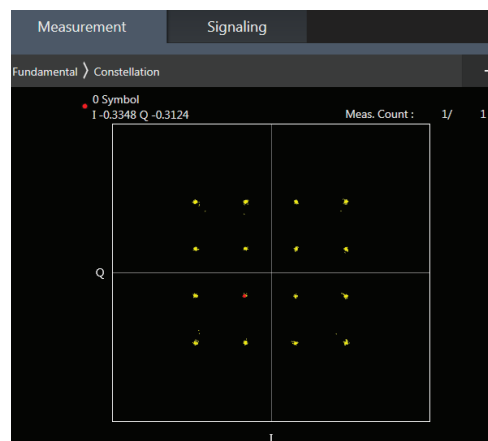 Measurement Signaling
Fundamental 〉 Constellation
0 Symbol
I -0.3348 Q -0.3124 Meas. Count : 1/ 1
Q
I